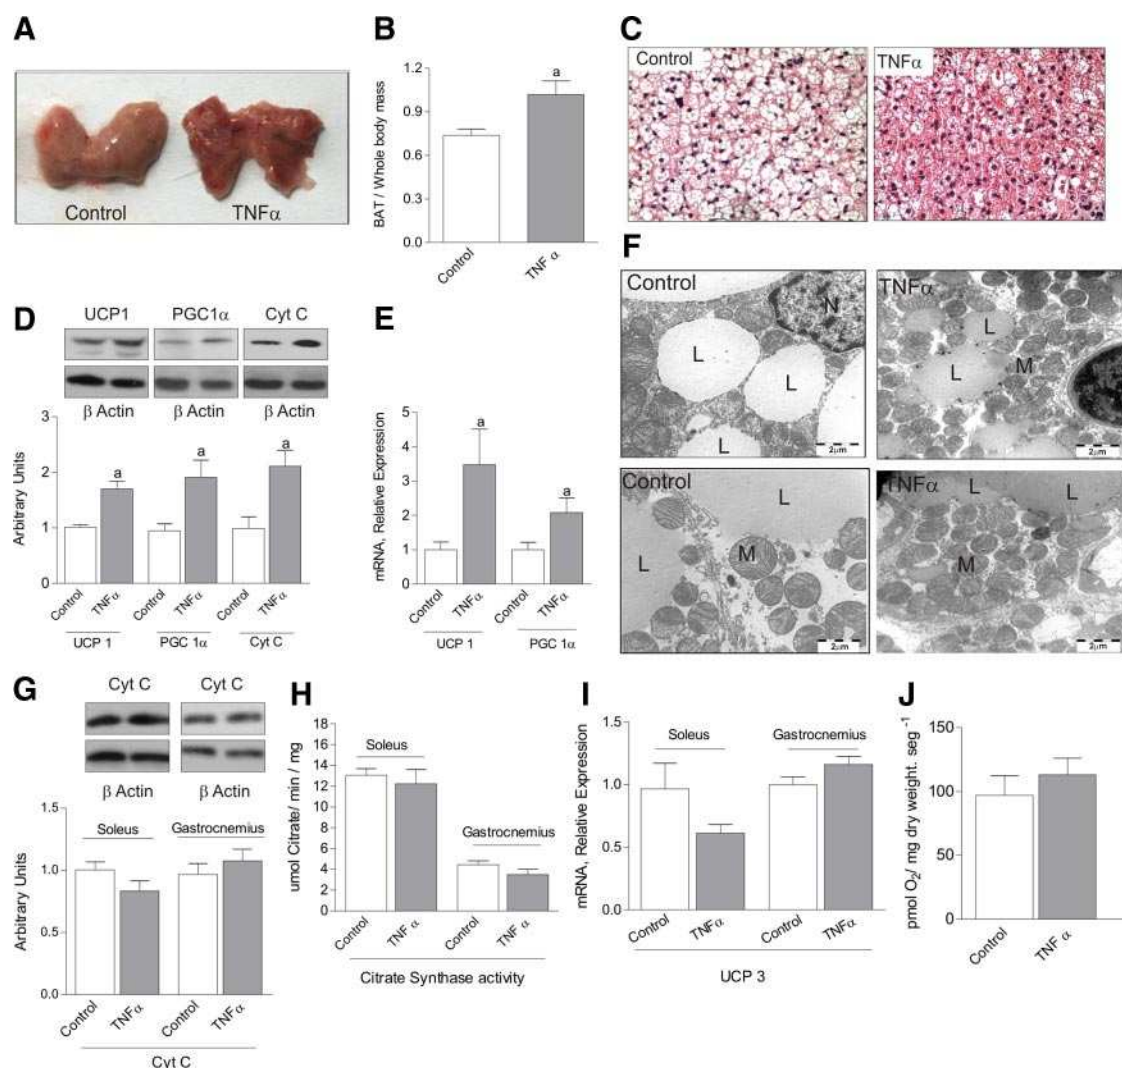 A
Control
TNFα
B
BAT / Whole body mass
1.2
0.9
0.6
0.3
0.0
a
Control
TNF α
C
Control
TNFα
D
UCP1
PGC1α
Cyt C
β Actin
β Actin
β Actin
Arbitrary Units
3
2
1
0
a
a
a
Control
TNFα
Control
TNFα
Control
TNFα
UCP 1
PGC 1α
Cyt C
E
mRNA, Relative Expression
5
4
3
2
1
0
a
a
Control
TNFα
Control
TNFα
UCP 1
PGC 1α
F
Control
N
L
L
L
2µm
TNFα
L
L
M
2µm
Control
L
L
M
2µm
TNFα
L
L
M
2µm
G
Cyt C
Cyt C
β Actin
β Actin
Arbitrary Units
1.5
1.0
0.5
0.0
Soleus
Gastrocnemius
Control
TNFα
Control
TNFα
Cyt C
H
umol Citrate/ min / mg
18
16
14
13
12
10
8
6
4
2
0
Soleus
Gastrocnemius
Control
TNF α
Control
TNF α
Citrate Synthase activity
I
mRNA, Relative Expression
1.5
1.0
0.5
0.0
Soleus
Gastrocnemius
Control
TNFα
Control
TNFα
UCP 3
J
pmol O₂/ mg dry weight. seg ⁻¹
150
100
50
0
Control
TNF α